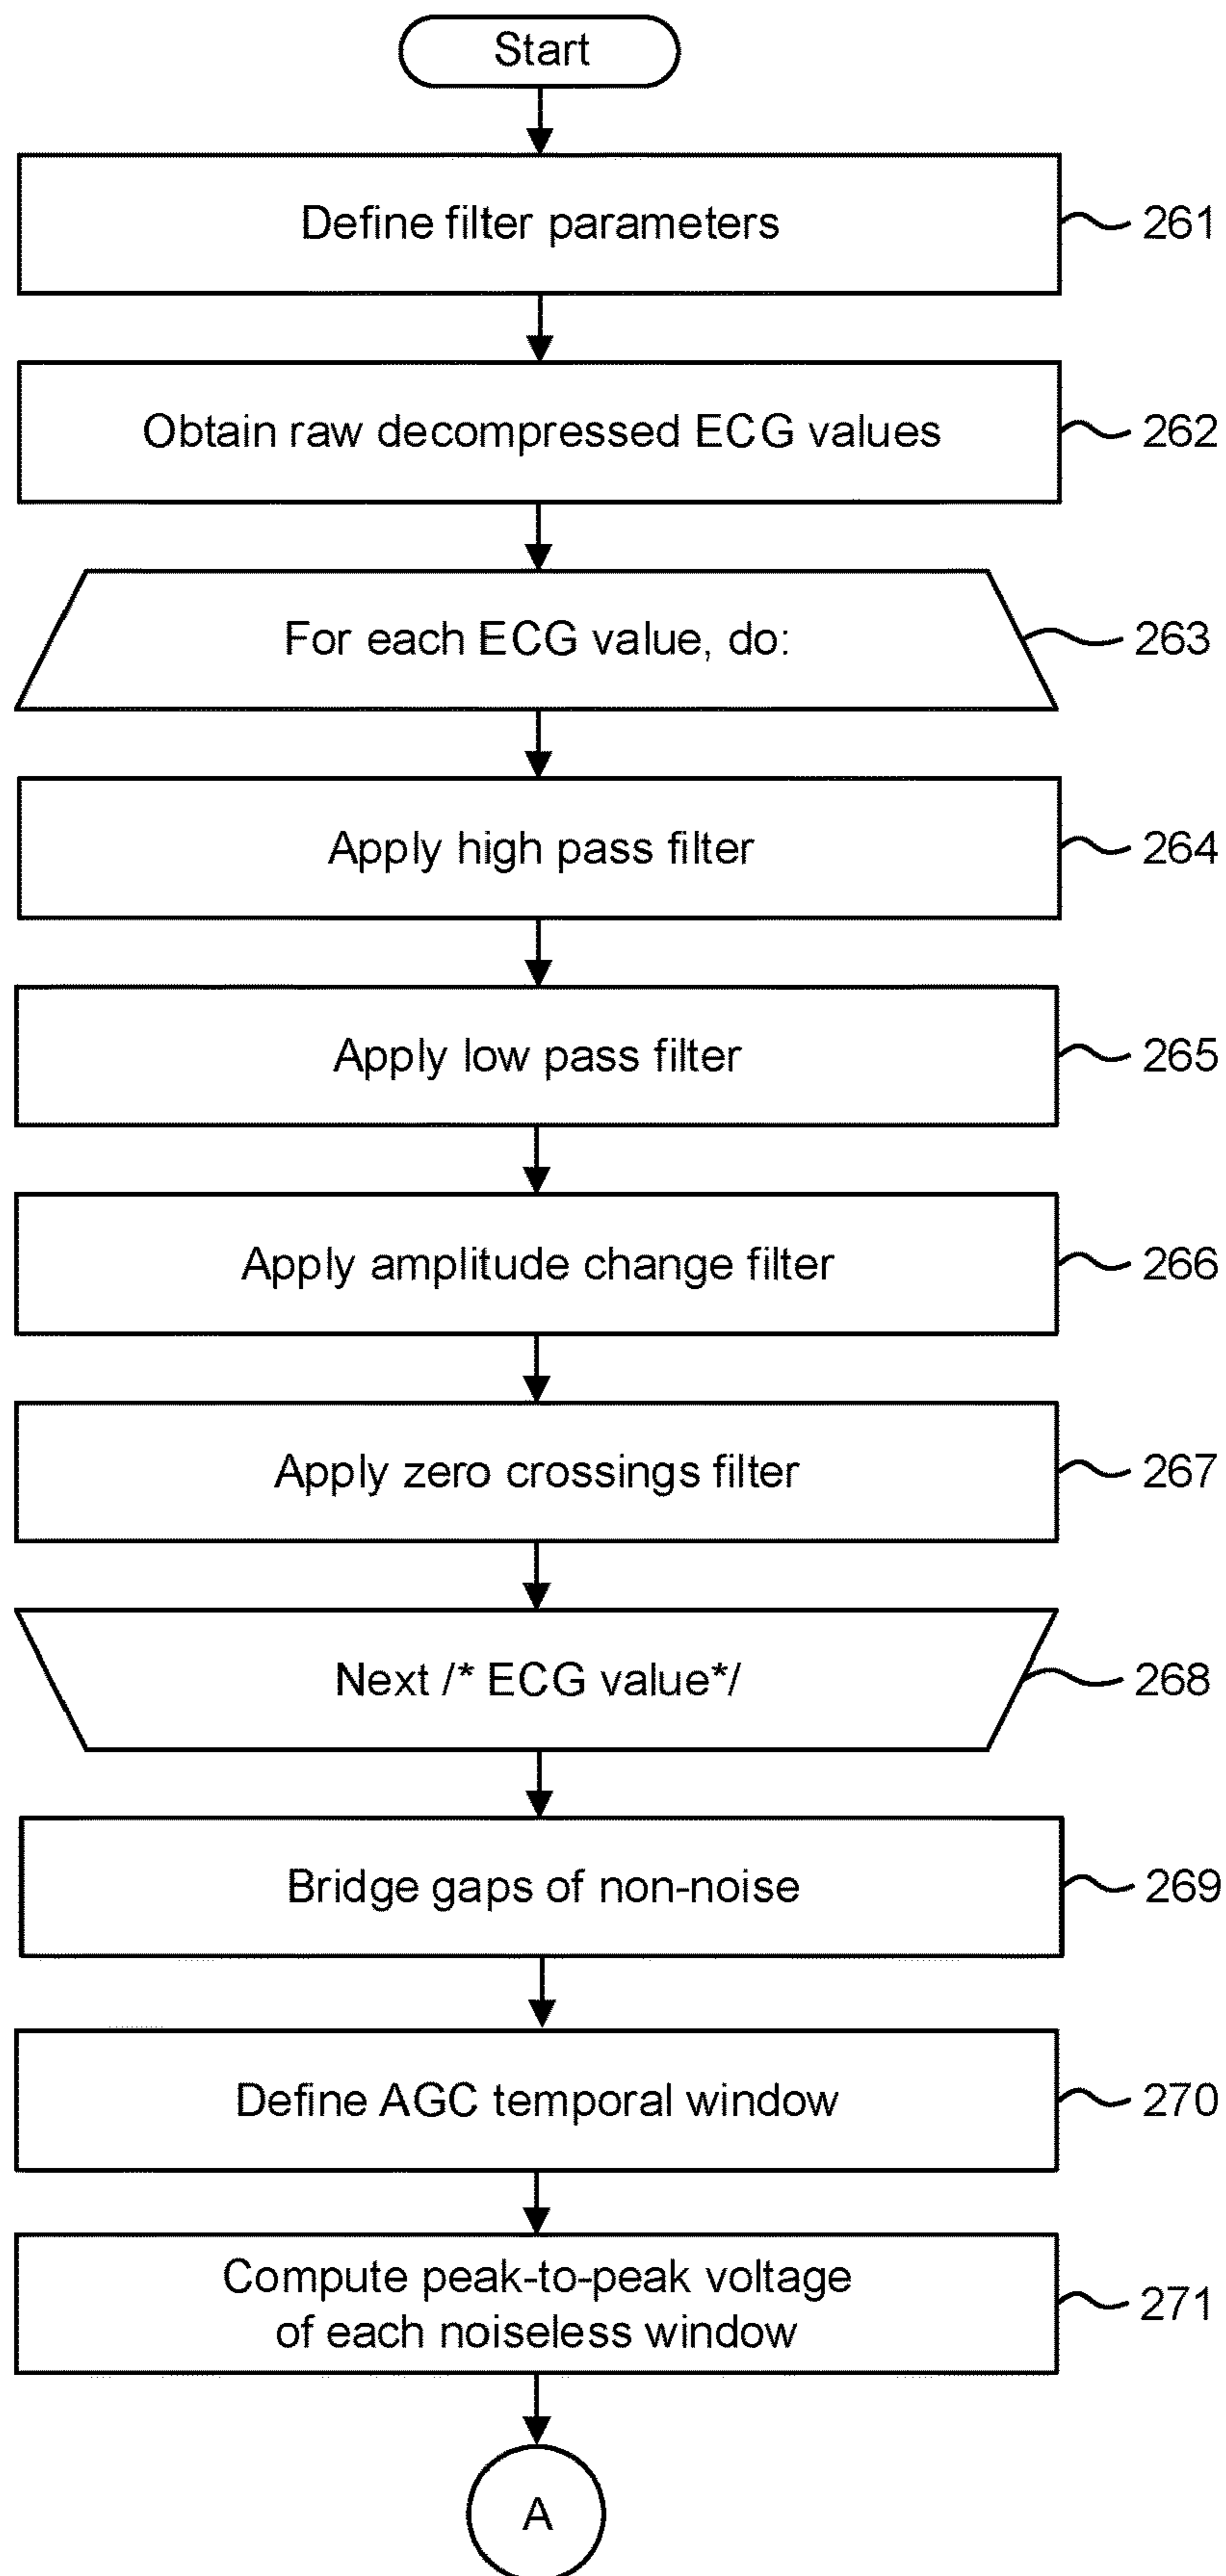 Start
Define filter parameters
261
Obtain raw decompressed ECG values
262
For each ECG value, do:
263
Apply high pass filter
264
Apply low pass filter
265
Apply amplitude change filter
266
Apply zero crossings filter
267
Next /* ECG value*/
268
Bridge gaps of non-noise
269
Define AGC temporal window
270
Compute peak-to-peak voltage
of each noiseless window
271
A